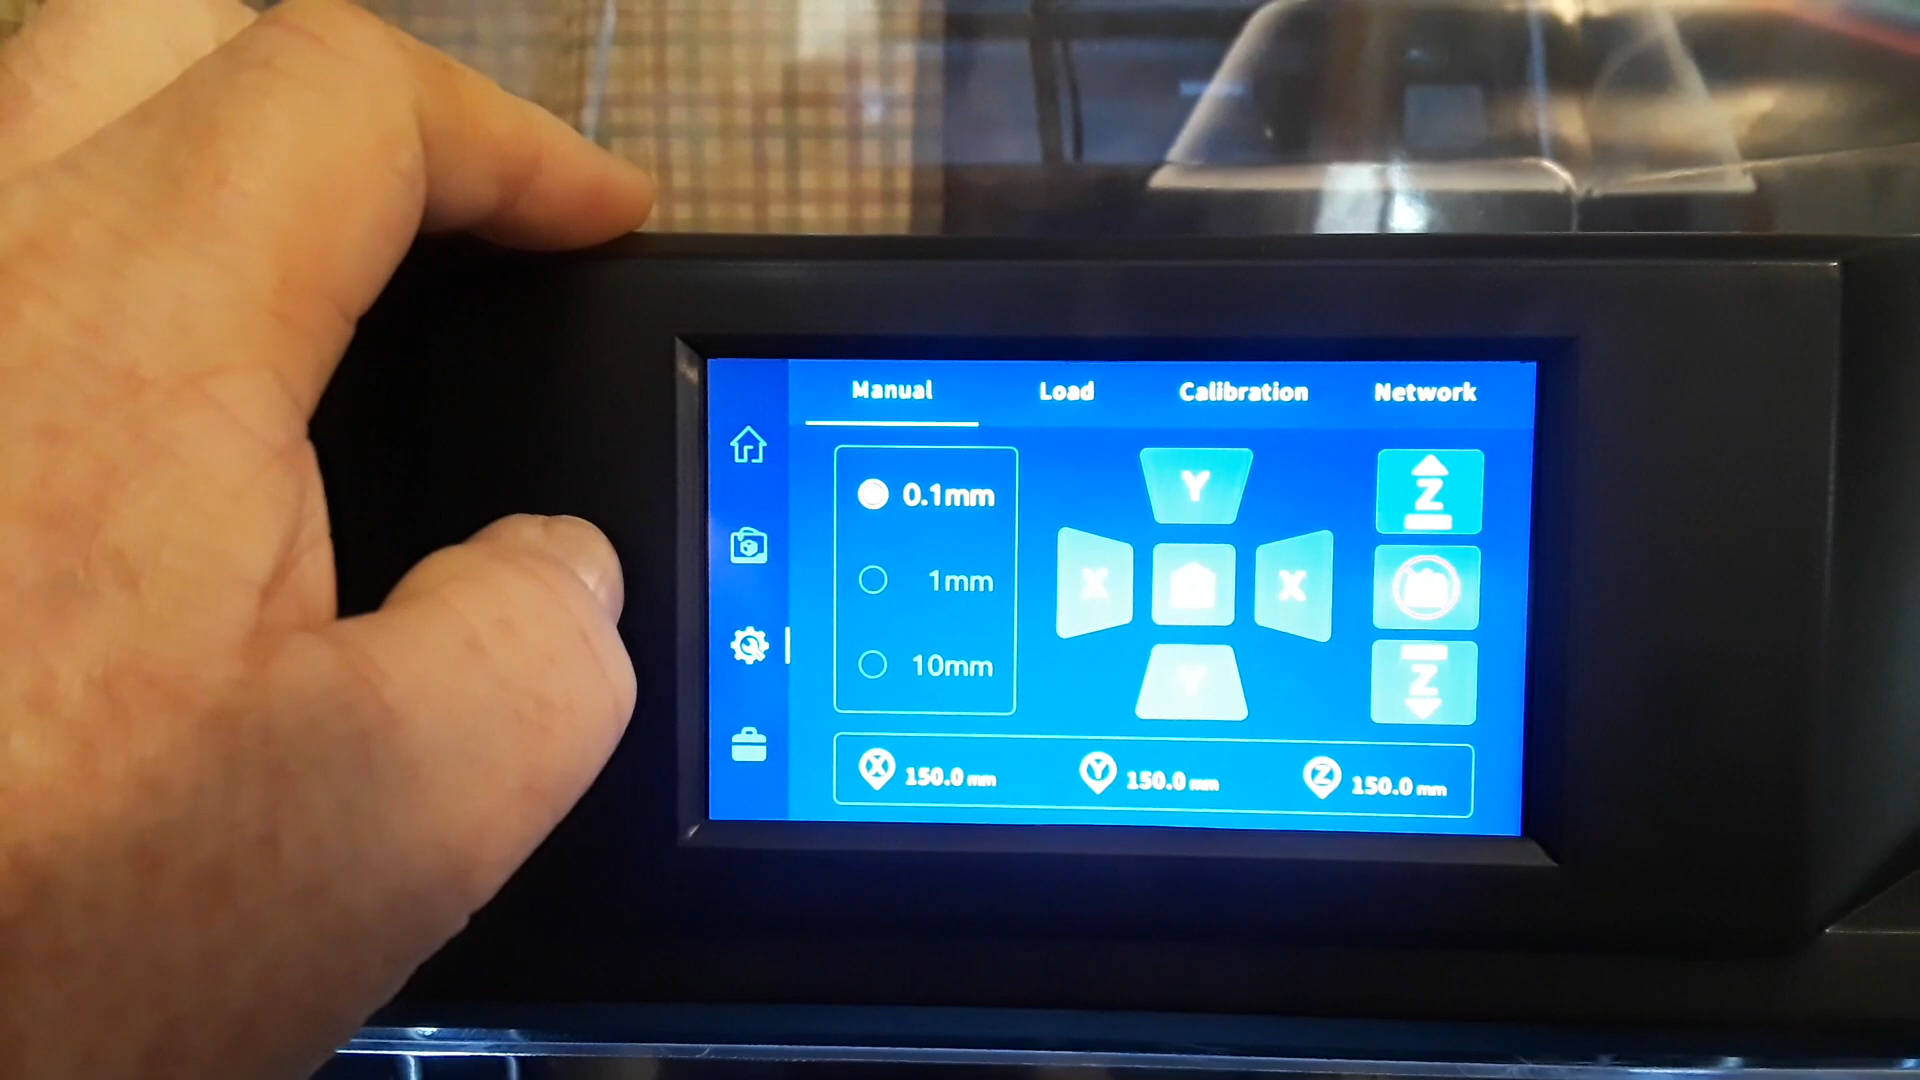 Manual Load Calibration Network
0.1mm
1mm
10mm
Y
X X
Y
Z
Z
X 150.0 mm Y 150.0 mm Z 150.0 mm